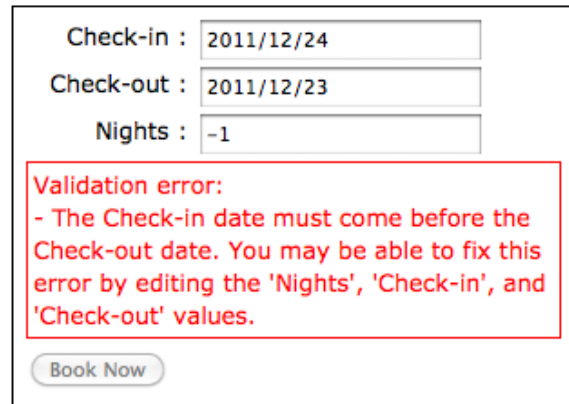 Check-in : 2011/12/24
Check-out : 2011/12/23
Nights : -1
Validation error:
- The Check-in date must come before the
Check-out date. You may be able to fix this
error by editing the 'Nights', 'Check-in', and
'Check-out' values.
Book Now